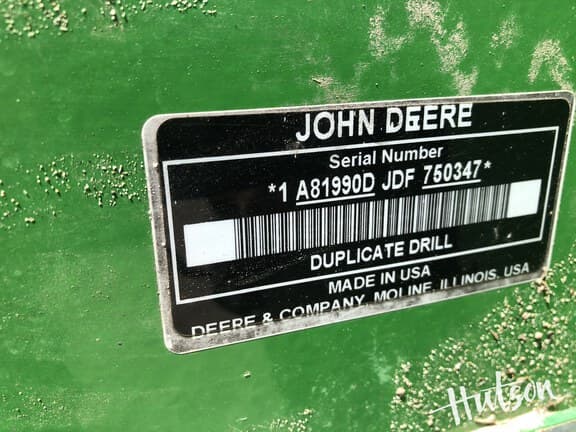 JOHN DEERE
Serial Number
*1 A81990D JDF 750347*
DUPLICATE DRILL
MADE IN USA
DEERE & COMPANY, MOLINE, ILLINOIS, USA
Hutson